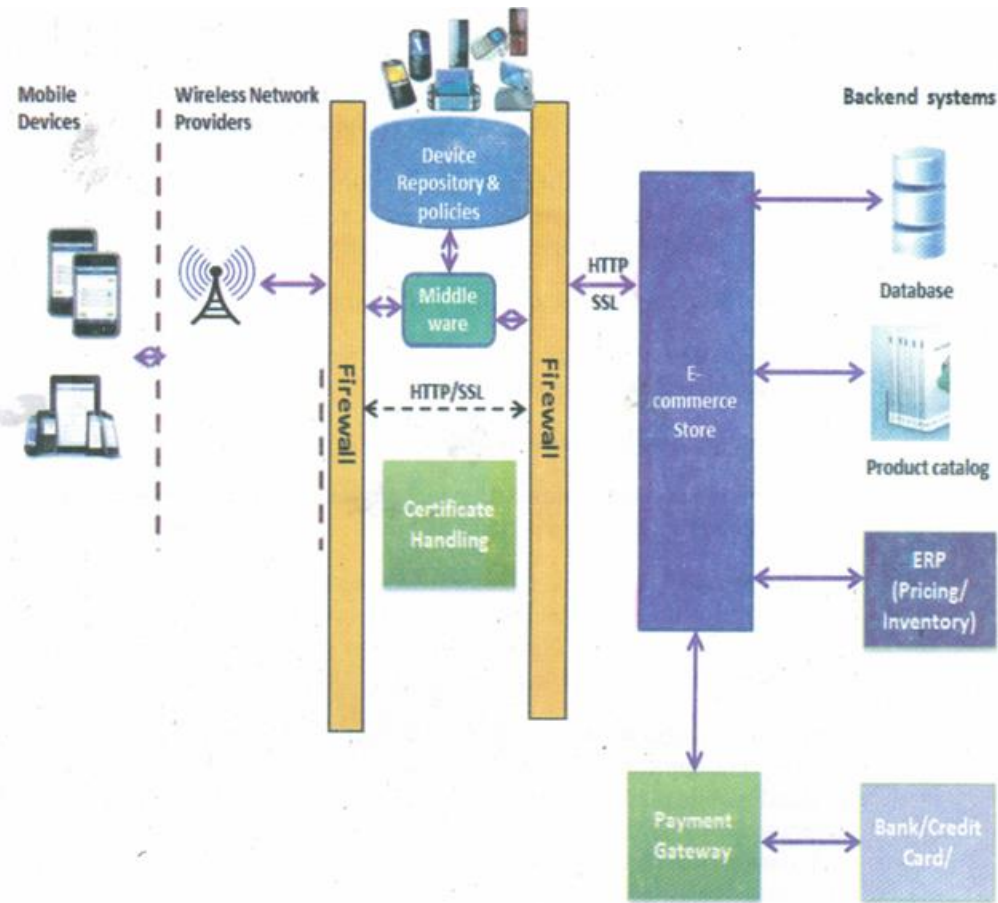 Mobile
Devices
Wireless Network
Providers
Backend systems
Device
Repository &
policies
Middle
ware
HTTP
SSL
Firewall
Firewall
HTTP/SSL
Certificate
Handling
E-
commerce
Store
Database
Product catalog
ERP
(Pricing/
Inventory)
Payment
Gateway
Bank/Credit
Card/